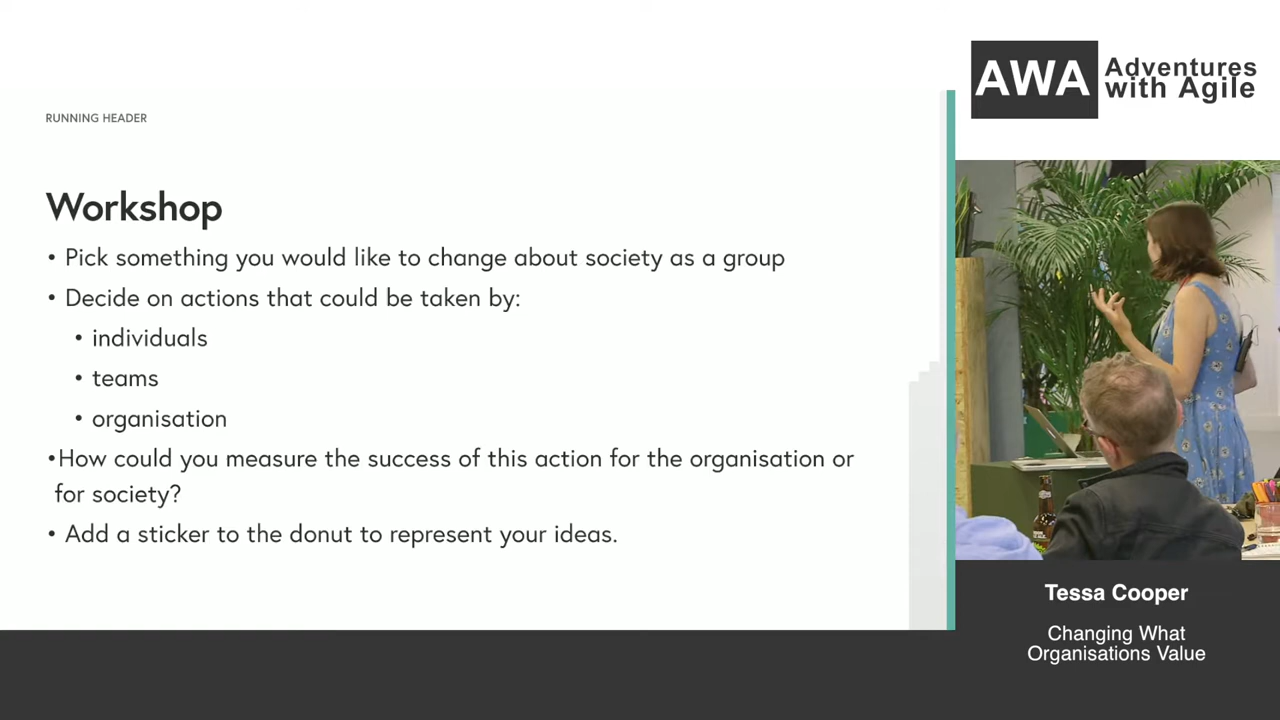 RUNNING HEADER
Workshop
• Pick something you would like to change about society as a group
• Decide on actions that could be taken by:
• individuals
• teams
• organisation
•How could you measure the success of this action for the organisation or
for society?
• Add a sticker to the donut to represent your ideas.
AWA Adventures
with Agile
Tessa Cooper
Changing What
Organisations Value